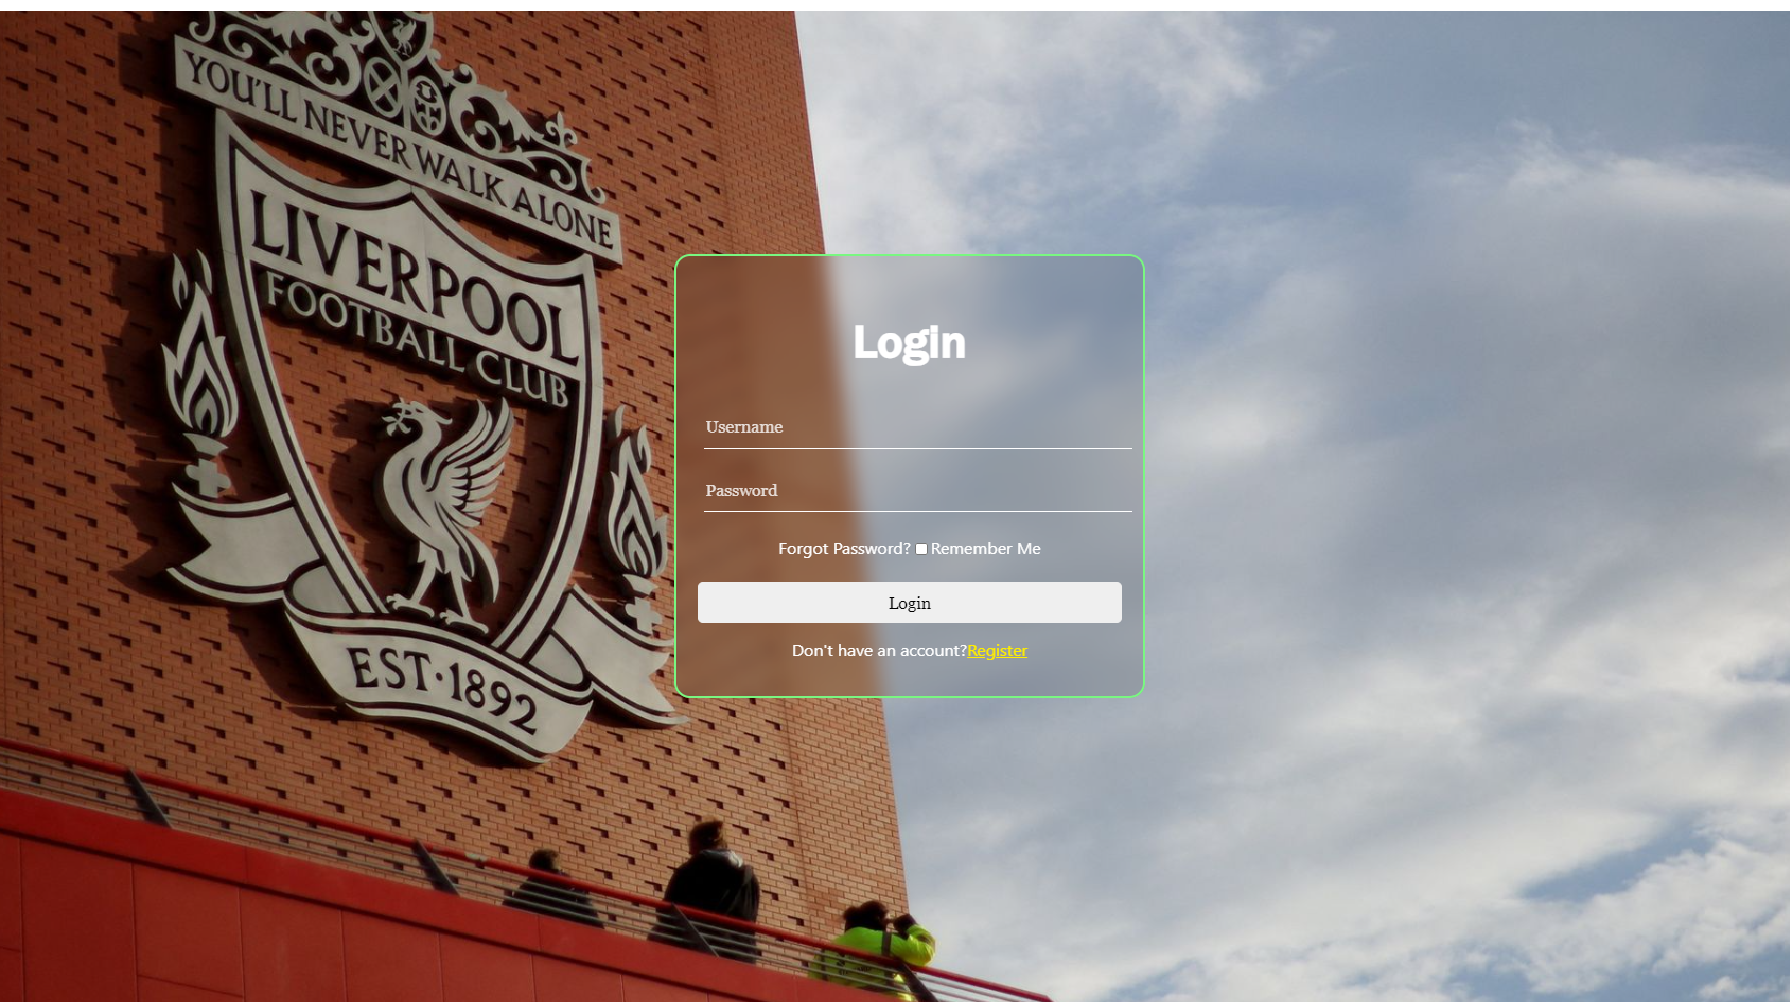 YOU'LL NEVER WALK ALONE
LIVERPOOL
FOOTBALL CLUB
EST·1892
Login
Username
Password
Forgot Password? Remember Me
Login
Don't have an account?Register